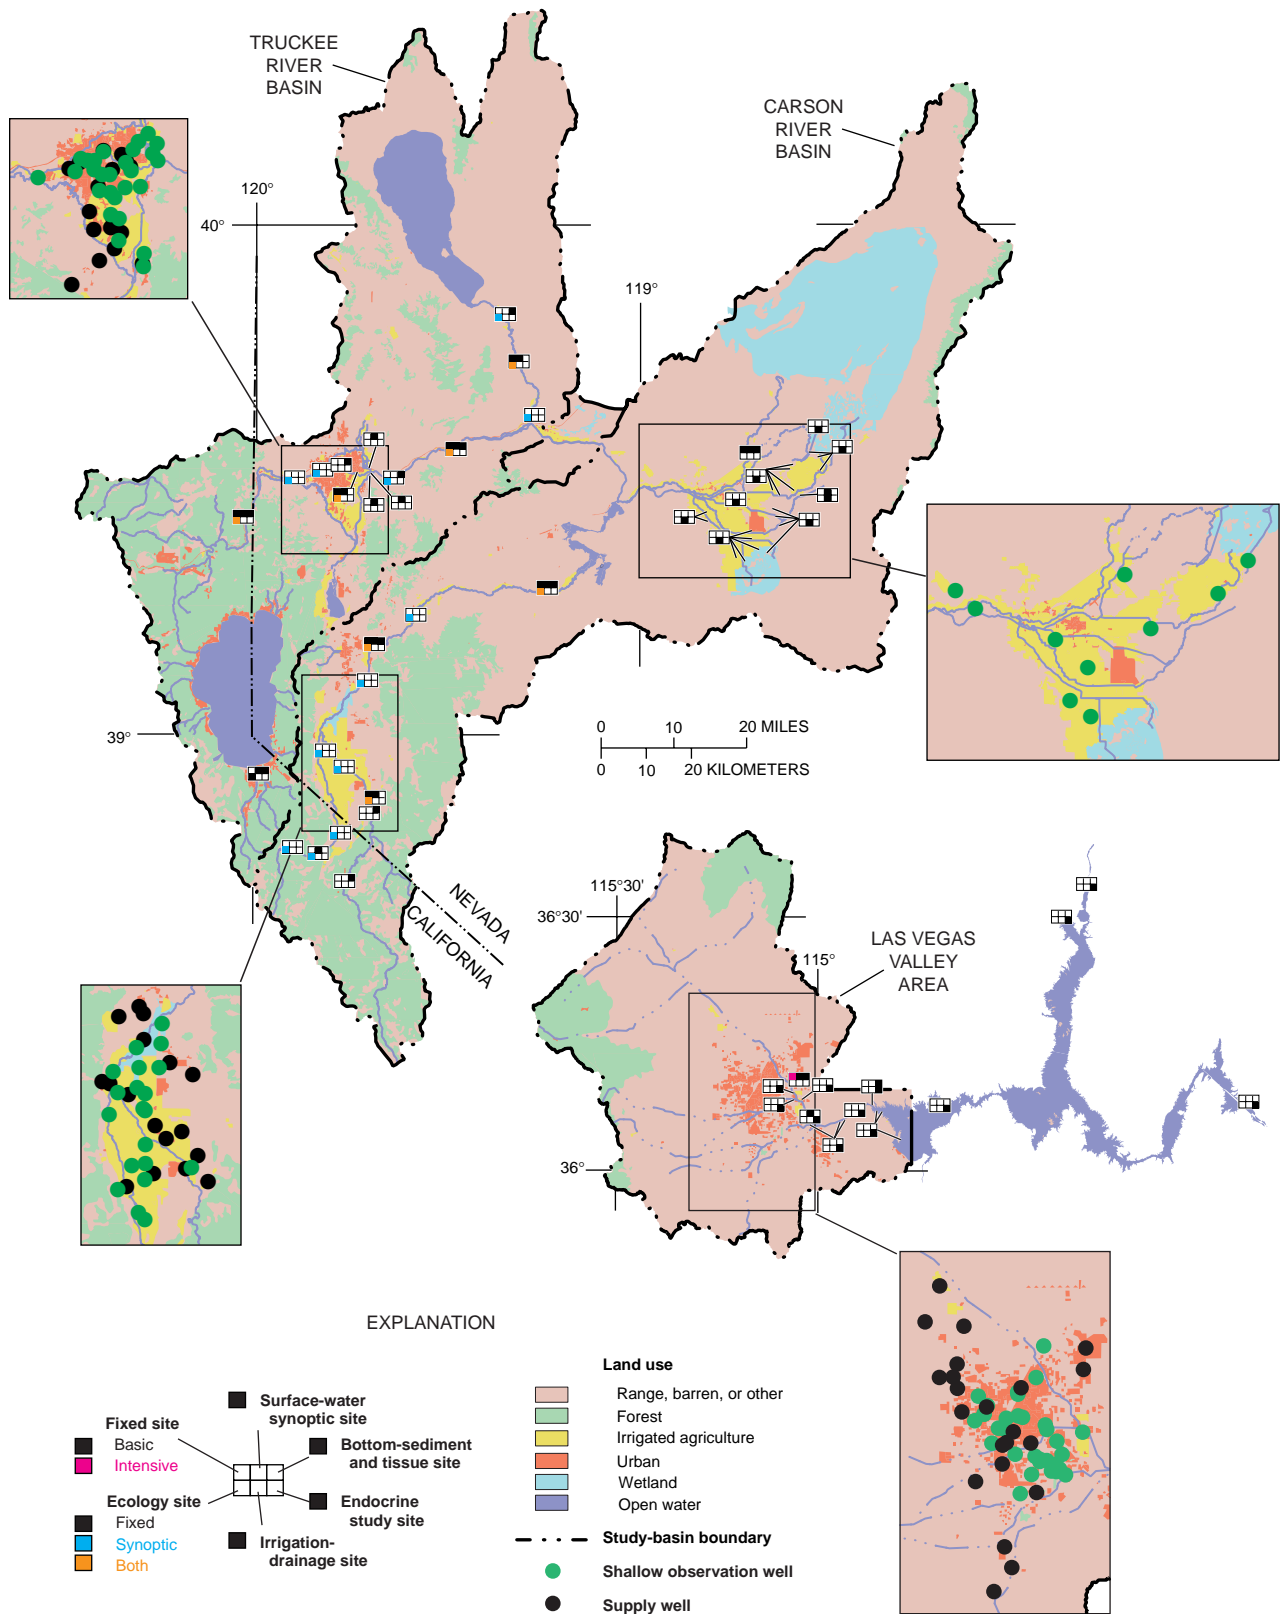 TRUCKEE
RIVER
BASIN
CARSON
RIVER
BASIN
120°
40°
119°
39°
0 10 20 MILES
0 10 20 KILOMETERS
NEVADA
CALIFORNIA
115°30'
36°30'
LAS VEGAS
VALLEY
AREA
115°
36°
EXPLANATION
Fixed site
Basic
Intensive
Ecology site
Fixed
Synoptic
Both
Surface-water
synoptic site
Bottom-sediment
and tissue site
Endocrine
study site
Irrigation-
drainage site
Land use
Range, barren, or other
Forest
Irrigated agriculture
Urban
Wetland
Open water
Study-basin boundary
Shallow observation well
Supply well